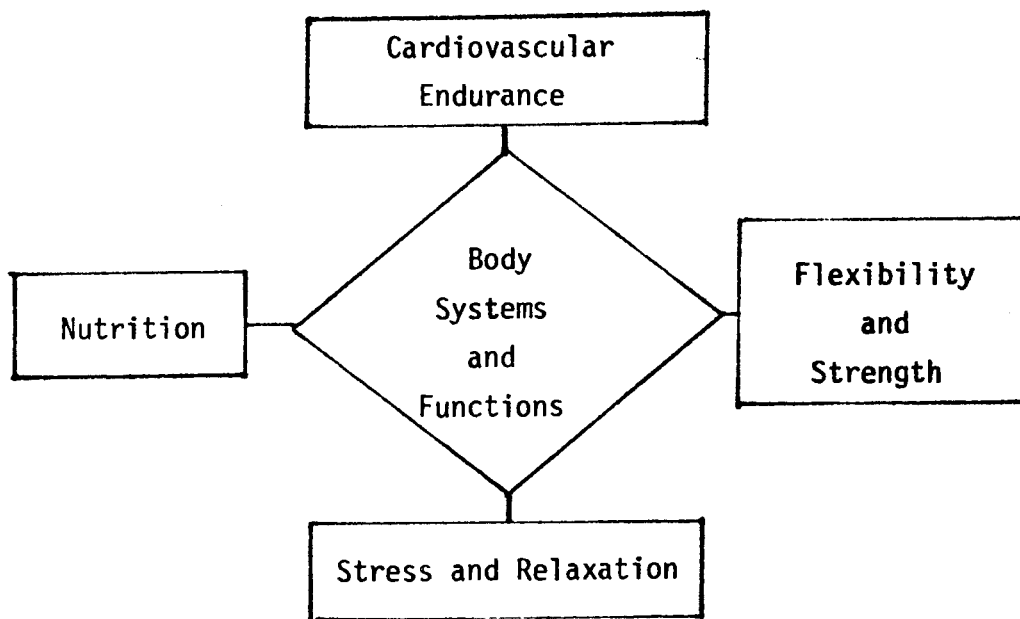 Cardiovascular
Endurance
Body
Systems
and
Functions
Nutrition
Flexibility
and
Strength
Stress and Relaxation